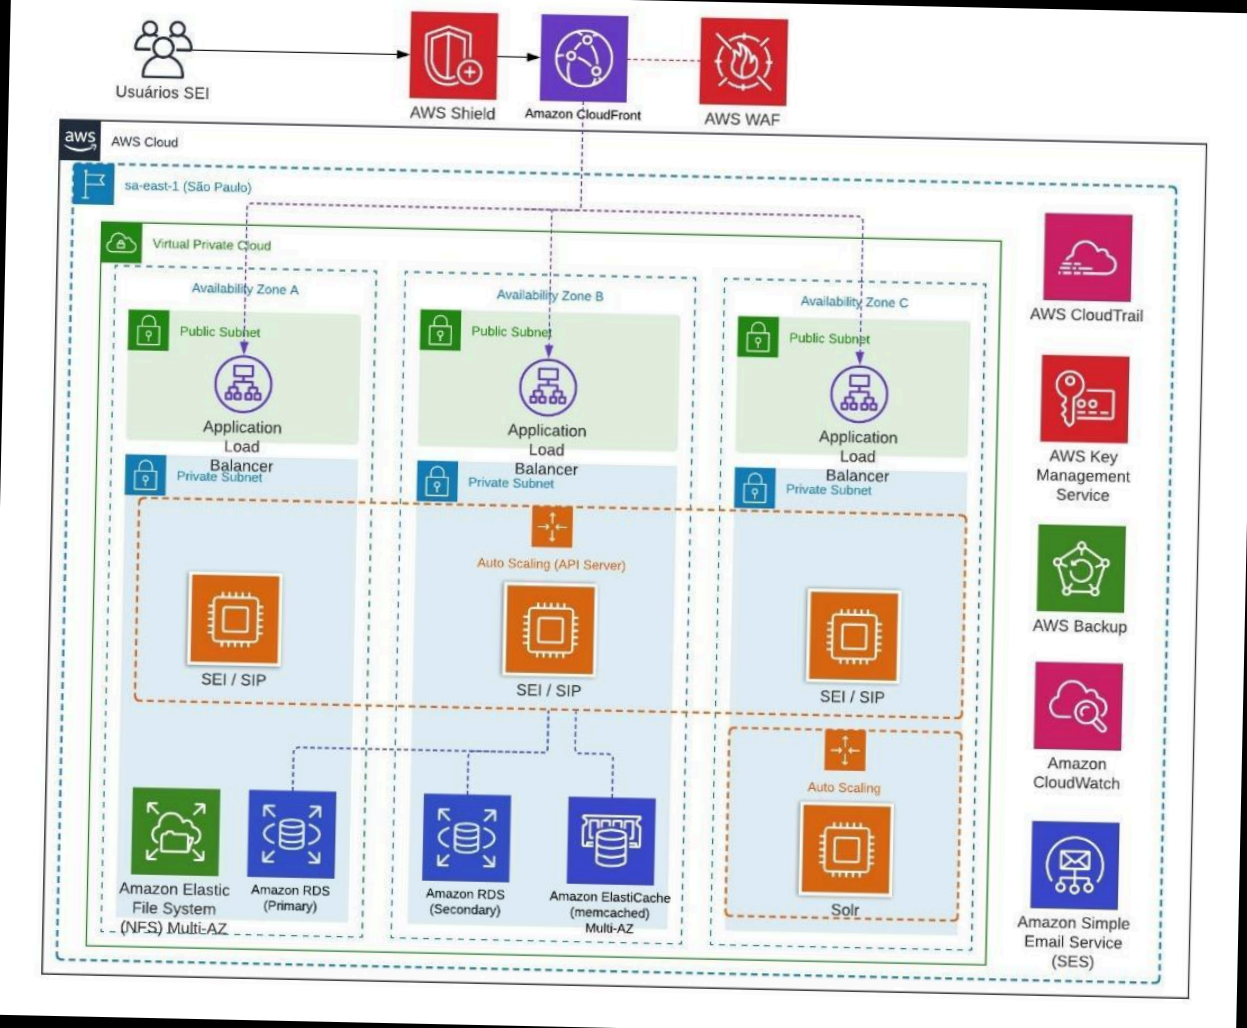 Usuários SEI
AWS Shield
Amazon CloudFront
AWS WAF
aws
AWS Cloud
sa-east-1 (São Paulo)
Virtual Private Cloud
Availability Zone A
Availability Zone B
Availability Zone C
Public Subnet
Public Subnet
Public Subnet
Application
Load
Balancer
Application
Load
Balancer
Application
Load
Balancer
Private Subnet
Private Subnet
Private Subnet
Auto Scaling (API Server)
SEI / SIP
SEI / SIP
SEI / SIP
Auto Scaling
Solr
Amazon Elastic
File System
(NFS) Multi-AZ
Amazon RDS
(Primary)
Amazon RDS
(Secondary)
Amazon ElastiCache
(memcached)
Multi-AZ
AWS CloudTrail
AWS Key
Management
Service
AWS Backup
Amazon
CloudWatch
Amazon Simple
Email Service
(SES)